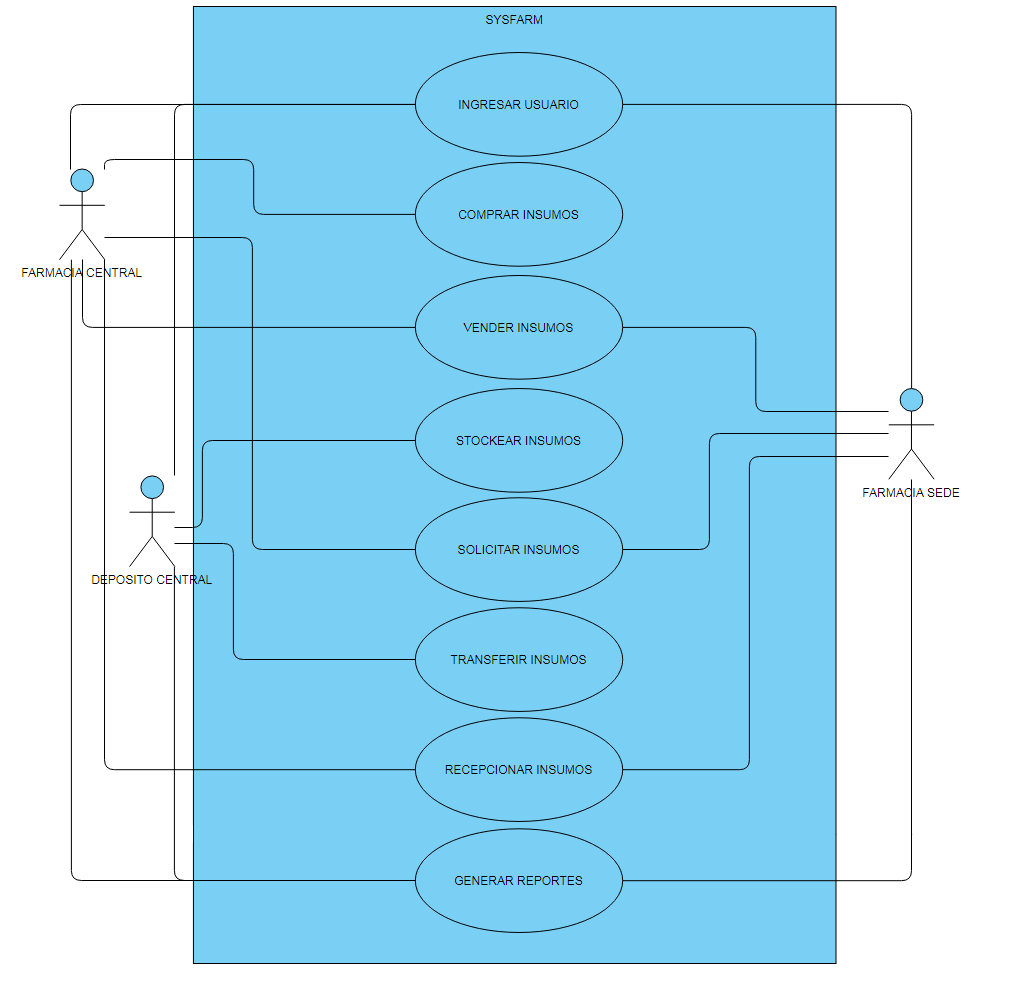 SYSFARM
INGRESAR USUARIO
COMPRAR INSUMOS
FARMACIA CENTRAL
VENDER INSUMOS
STOCKEAR INSUMOS
FARMACIA SEDE
SOLICITAR INSUMOS
DEPOSITO CENTRAL
TRANSFERIR INSUMOS
RECEPCIONAR INSUMOS
GENERAR REPORTES